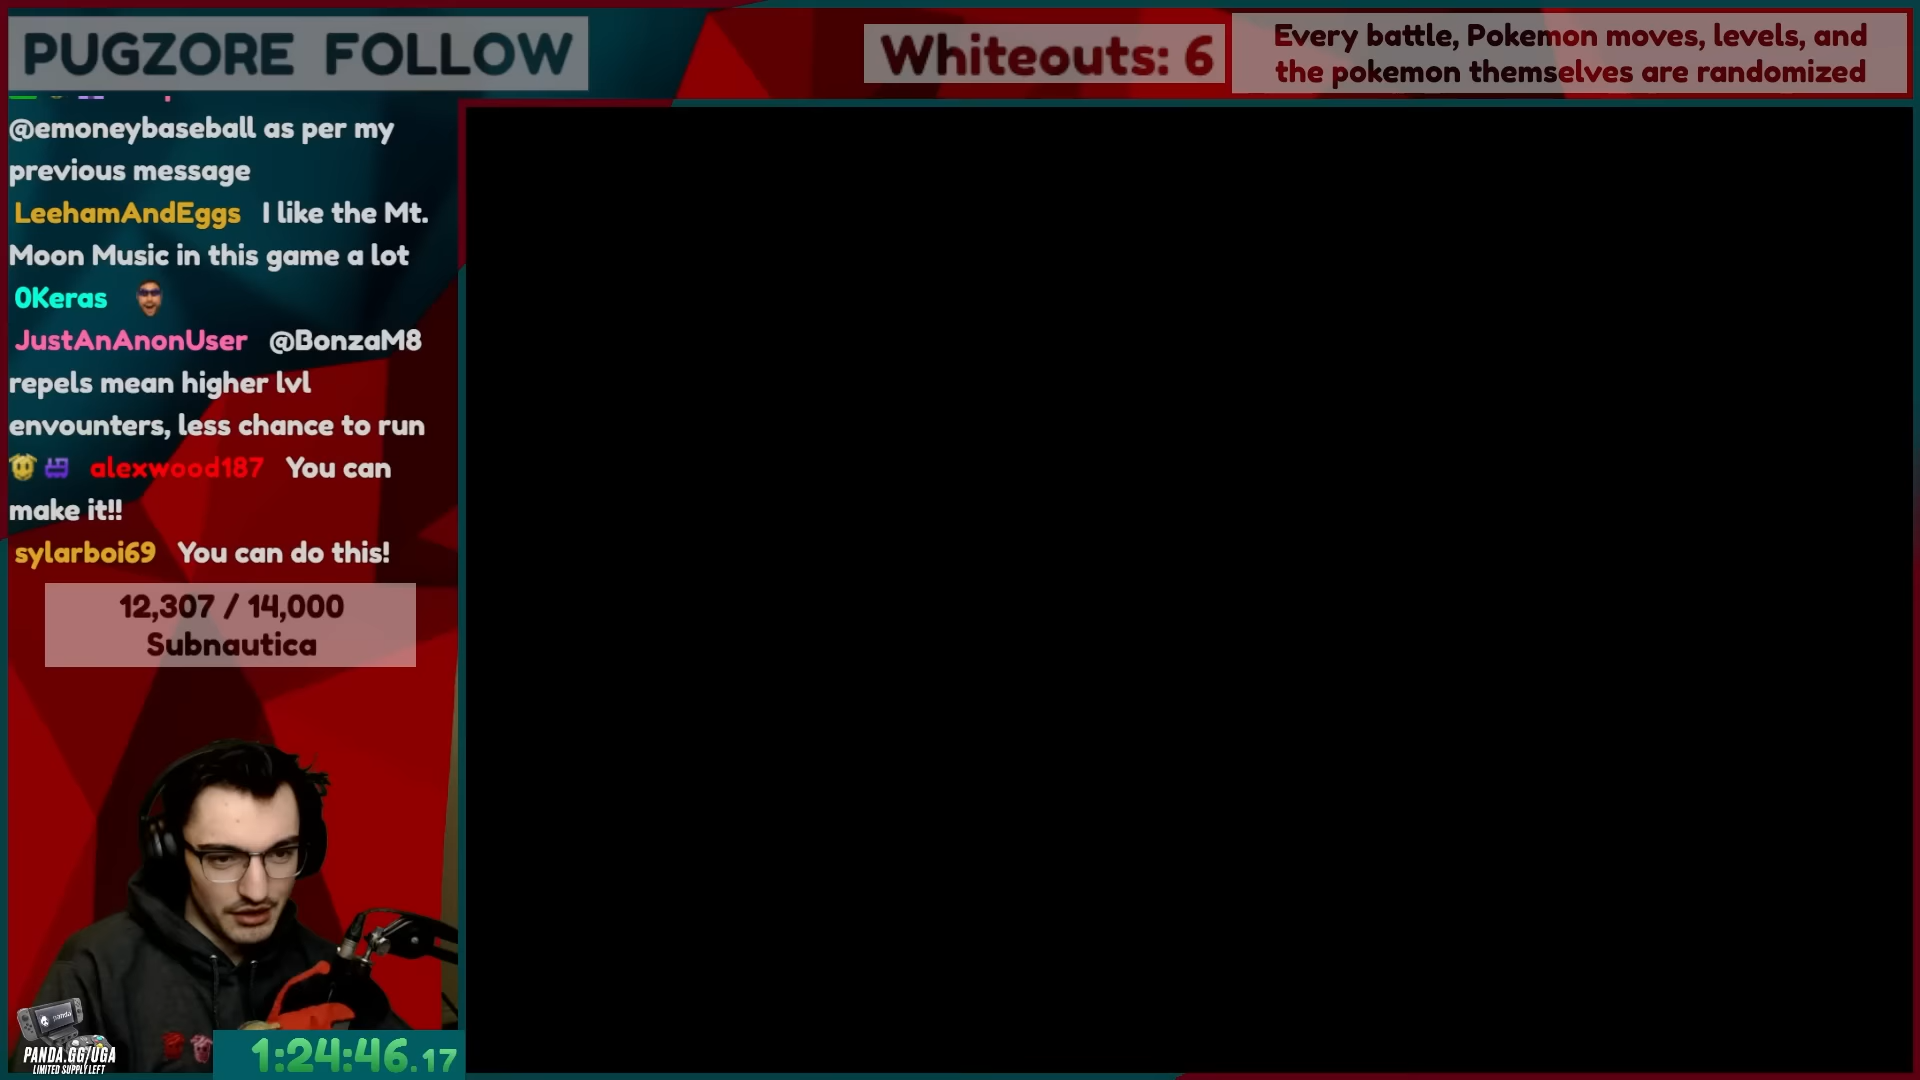 PUGZORE FOLLOW
Whiteouts: 6
Every battle, Pokemon moves, levels, and
the pokemon themselves are randomized
@emoneybaseball as per my
previous message
LeehamAndEggs I like the Mt.
Moon Music in this game a lot
0Keras
JustAnAnonUser @BonzaM8
repels mean higher lvl
envounters, less chance to run
alexwood187 You can
make it!!
sylarboi69 You can do this!
12,307 / 14,000
Subnautica
panda
PANDA.GG/UGA
LIMITED SUPPLY LEFT
1:24:46.17